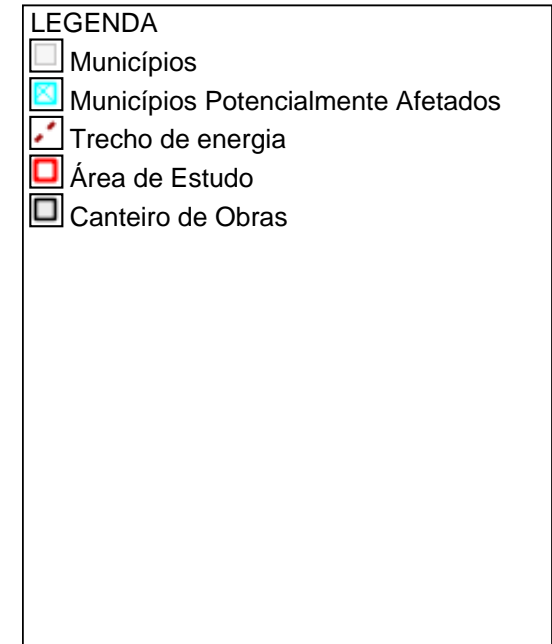 LEGENDA
Municípios
Municípios Potencialmente Afetados
Trecho de energia
Área de Estudo
Canteiro de Obras